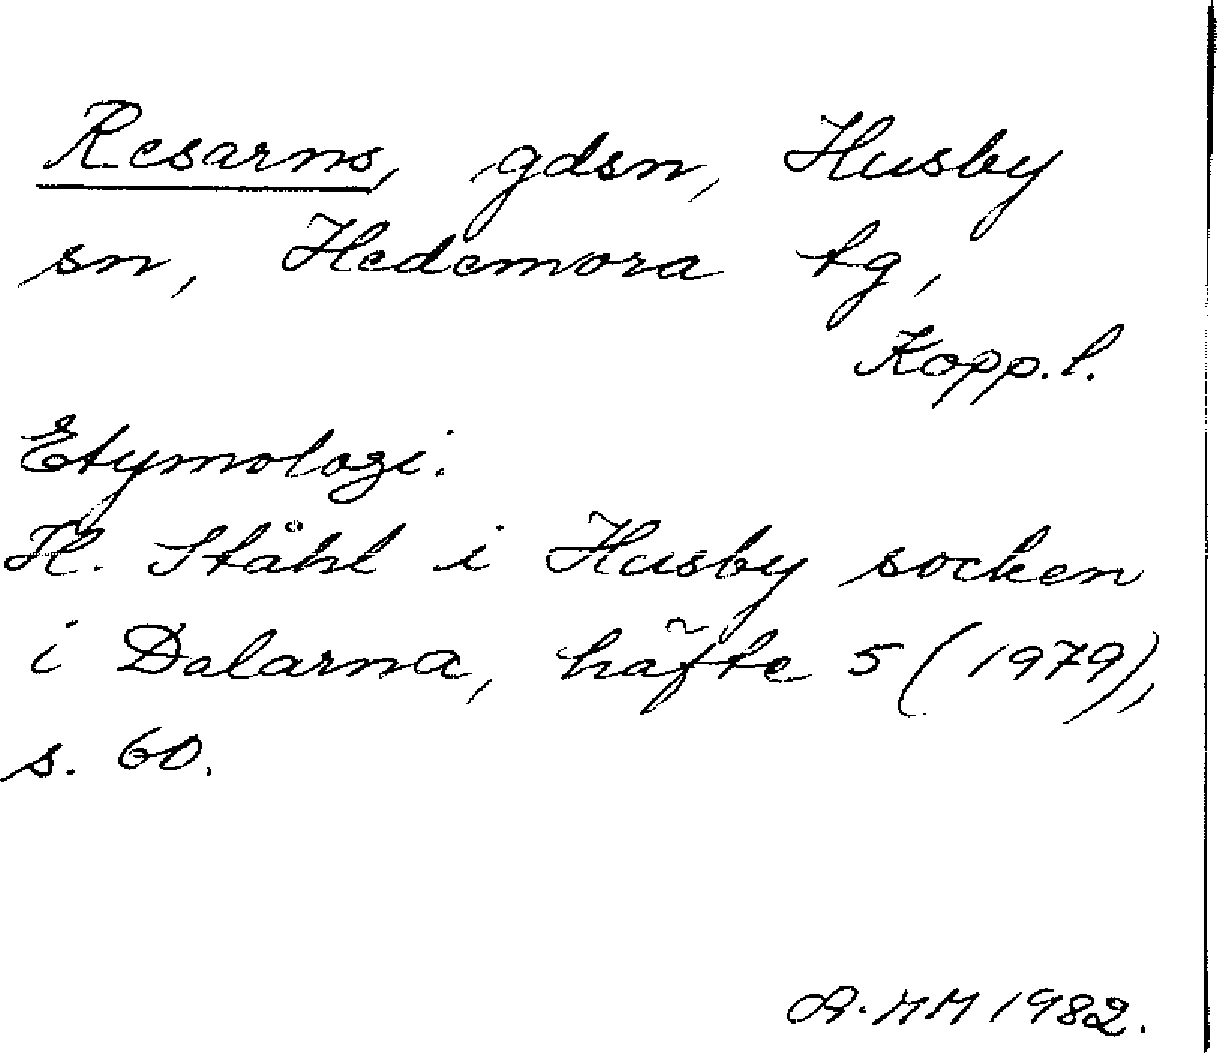 Resarns, gdsn, Husby
sn, Hedemora tg,
Kopp.l.
Etymologi.
H. Ståhl i Husby socken
i Dalarna, häfte 5 (1979),
s. 60.
A. MM 1982.